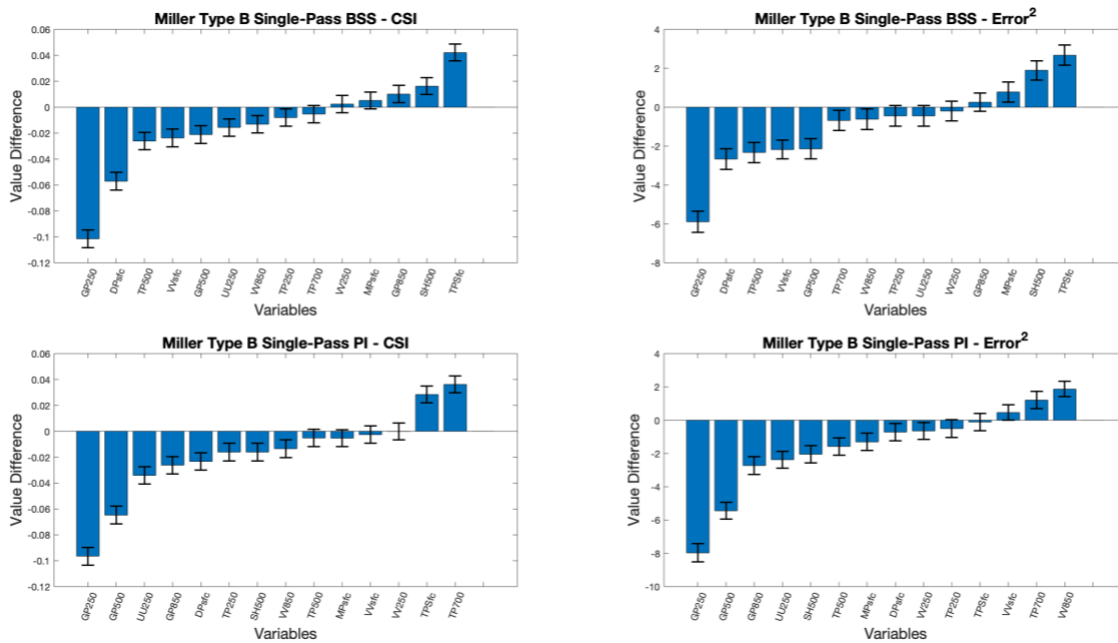 Miller Type B Single-Pass BSS - CSI
0.06
0.04
0.02
0
-0.02
-0.04
-0.06
-0.08
-0.1
-0.12
Value Difference
GP250 DPsfc TP500 VVsfc GP500 UU250 VV850 TP250 TP700 VV250 MPsfc GP850 SH500 TPSfc
Variables
Miller Type B Single-Pass BSS - Error²
4
2
0
-2
-4
-6
-8
Value Difference
GP250 DPsfc TP500 VVsfc GP500 TP700 VV850 TP250 UU250 VV250 GP850 MPsfc SH500 TPSfc
Variables
Miller Type B Single-Pass PI - CSI
0.06
0.04
0.02
0
-0.02
-0.04
-0.06
-0.08
-0.1
-0.12
Value Difference
GP250 GP500 UU250 GP850 DPsfc TP250 SH500 VV850 TP500 MPsfc VVsfc VV250 TPSfc TP700
Variables
Miller Type B Single-Pass PI - Error²
4
2
0
-2
-4
-6
-8
-10
Value Difference
GP250 GP500 GP850 UU250 SH500 TP500 MPsfc DPsfc VV250 TP250 TPSfc VVsfc TP700 VV850
Variables